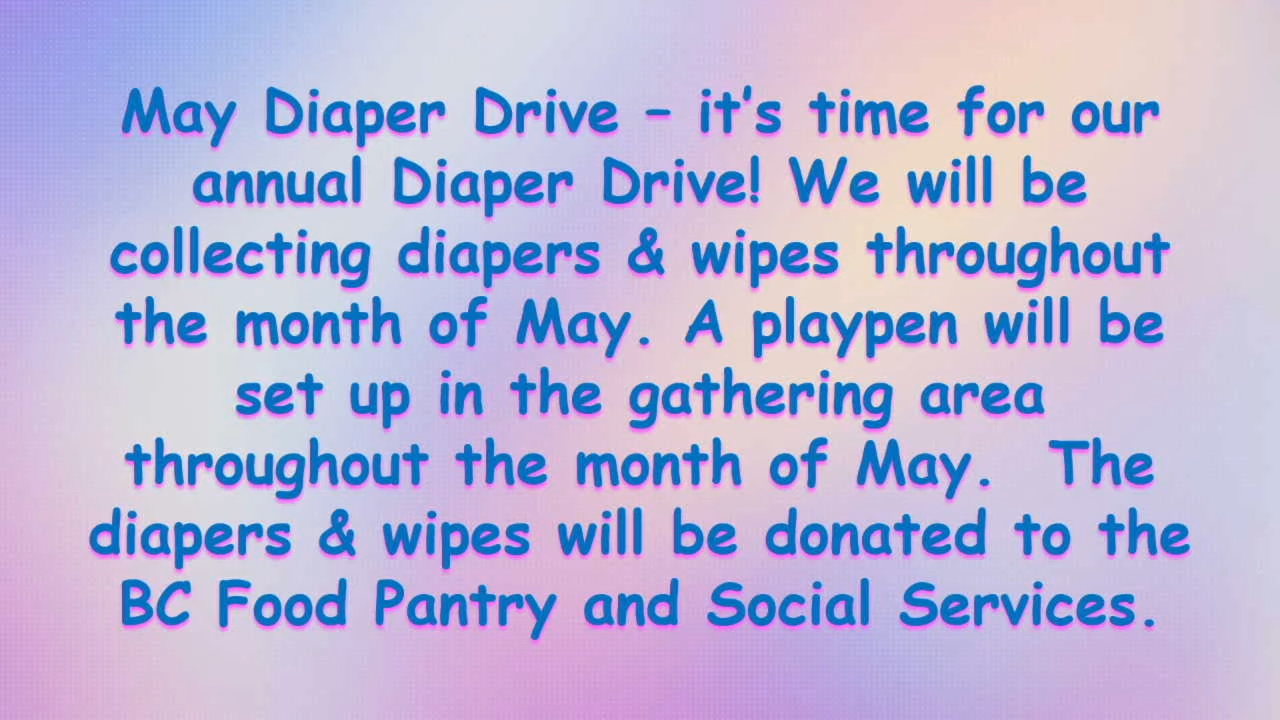 May Diaper Drive – it’s time for our
annual Diaper Drive! We will be
collecting diapers & wipes throughout
the month of May. A playpen will be
set up in the gathering area
throughout the month of May.  The
diapers & wipes will be donated to the
BC Food Pantry and Social Services.